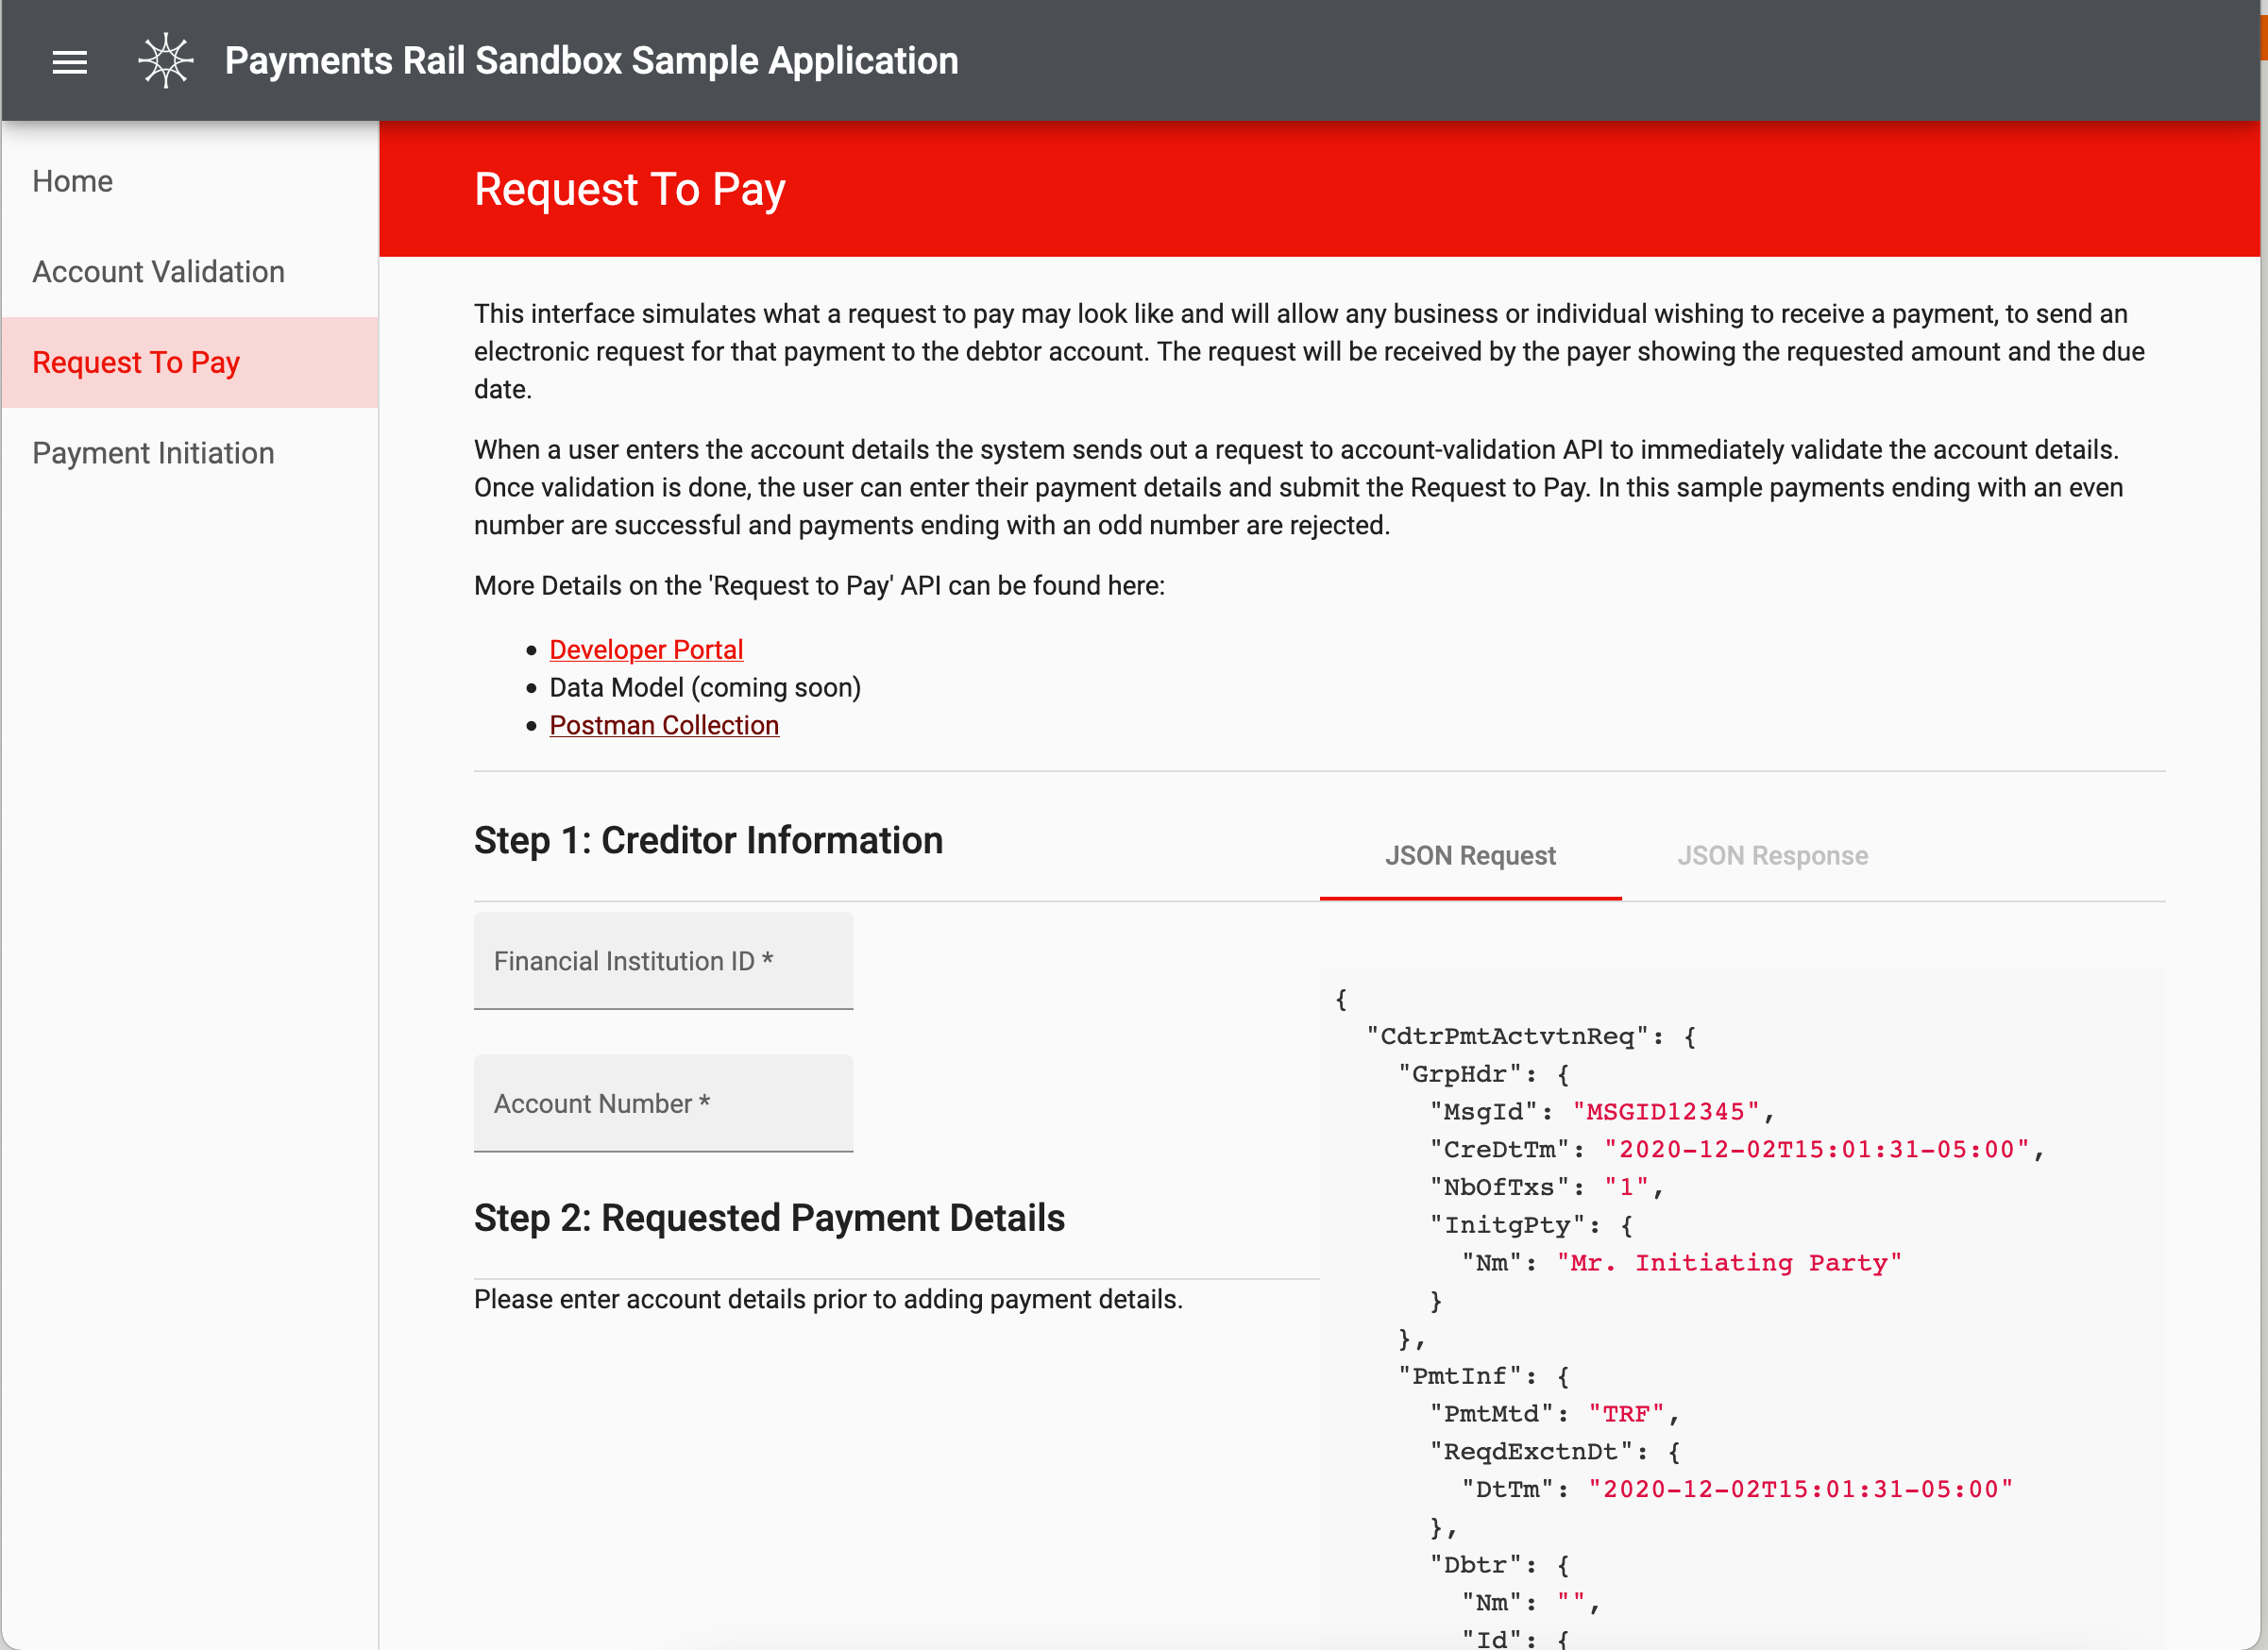 Payments Rail Sandbox Sample Application
Home
Account Validation
Request To Pay
Payment Initiation
Request To Pay
This interface simulates what a request to pay may look like and will allow any business or individual wishing to receive a payment, to send an
electronic request for that payment to the debtor account. The request will be received by the payer showing the requested amount and the due
date.
When a user enters the account details the system sends out a request to account-validation API to immediately validate the account details.
Once validation is done, the user can enter their payment details and submit the Request to Pay. In this sample payments ending with an even
number are successful and payments ending with an odd number are rejected.
More Details on the 'Request to Pay' API can be found here:
• Developer Portal
• Data Model (coming soon)
• Postman Collection
Step 1: Creditor Information
Financial Institution ID *
Account Number *
Step 2: Requested Payment Details
Please enter account details prior to adding payment details.
JSON Request
JSON Response
{
  "CdtrPmtActvtnReq": {
    "GrpHdr": {
      "MsgId": "MSGID12345",
      "CreDtTm": "2020-12-02T15:01:31-05:00",
      "NbOfTxs": "1",
      "InitgPty": {
        "Nm": "Mr. Initiating Party"
      }
    },
    "PmtInf": {
      "PmtMtd": "TRF",
      "ReqdExctnDt": {
        "DtTm": "2020-12-02T15:01:31-05:00"
      },
      "Dbtr": {
        "Nm": "",
        "Id": {